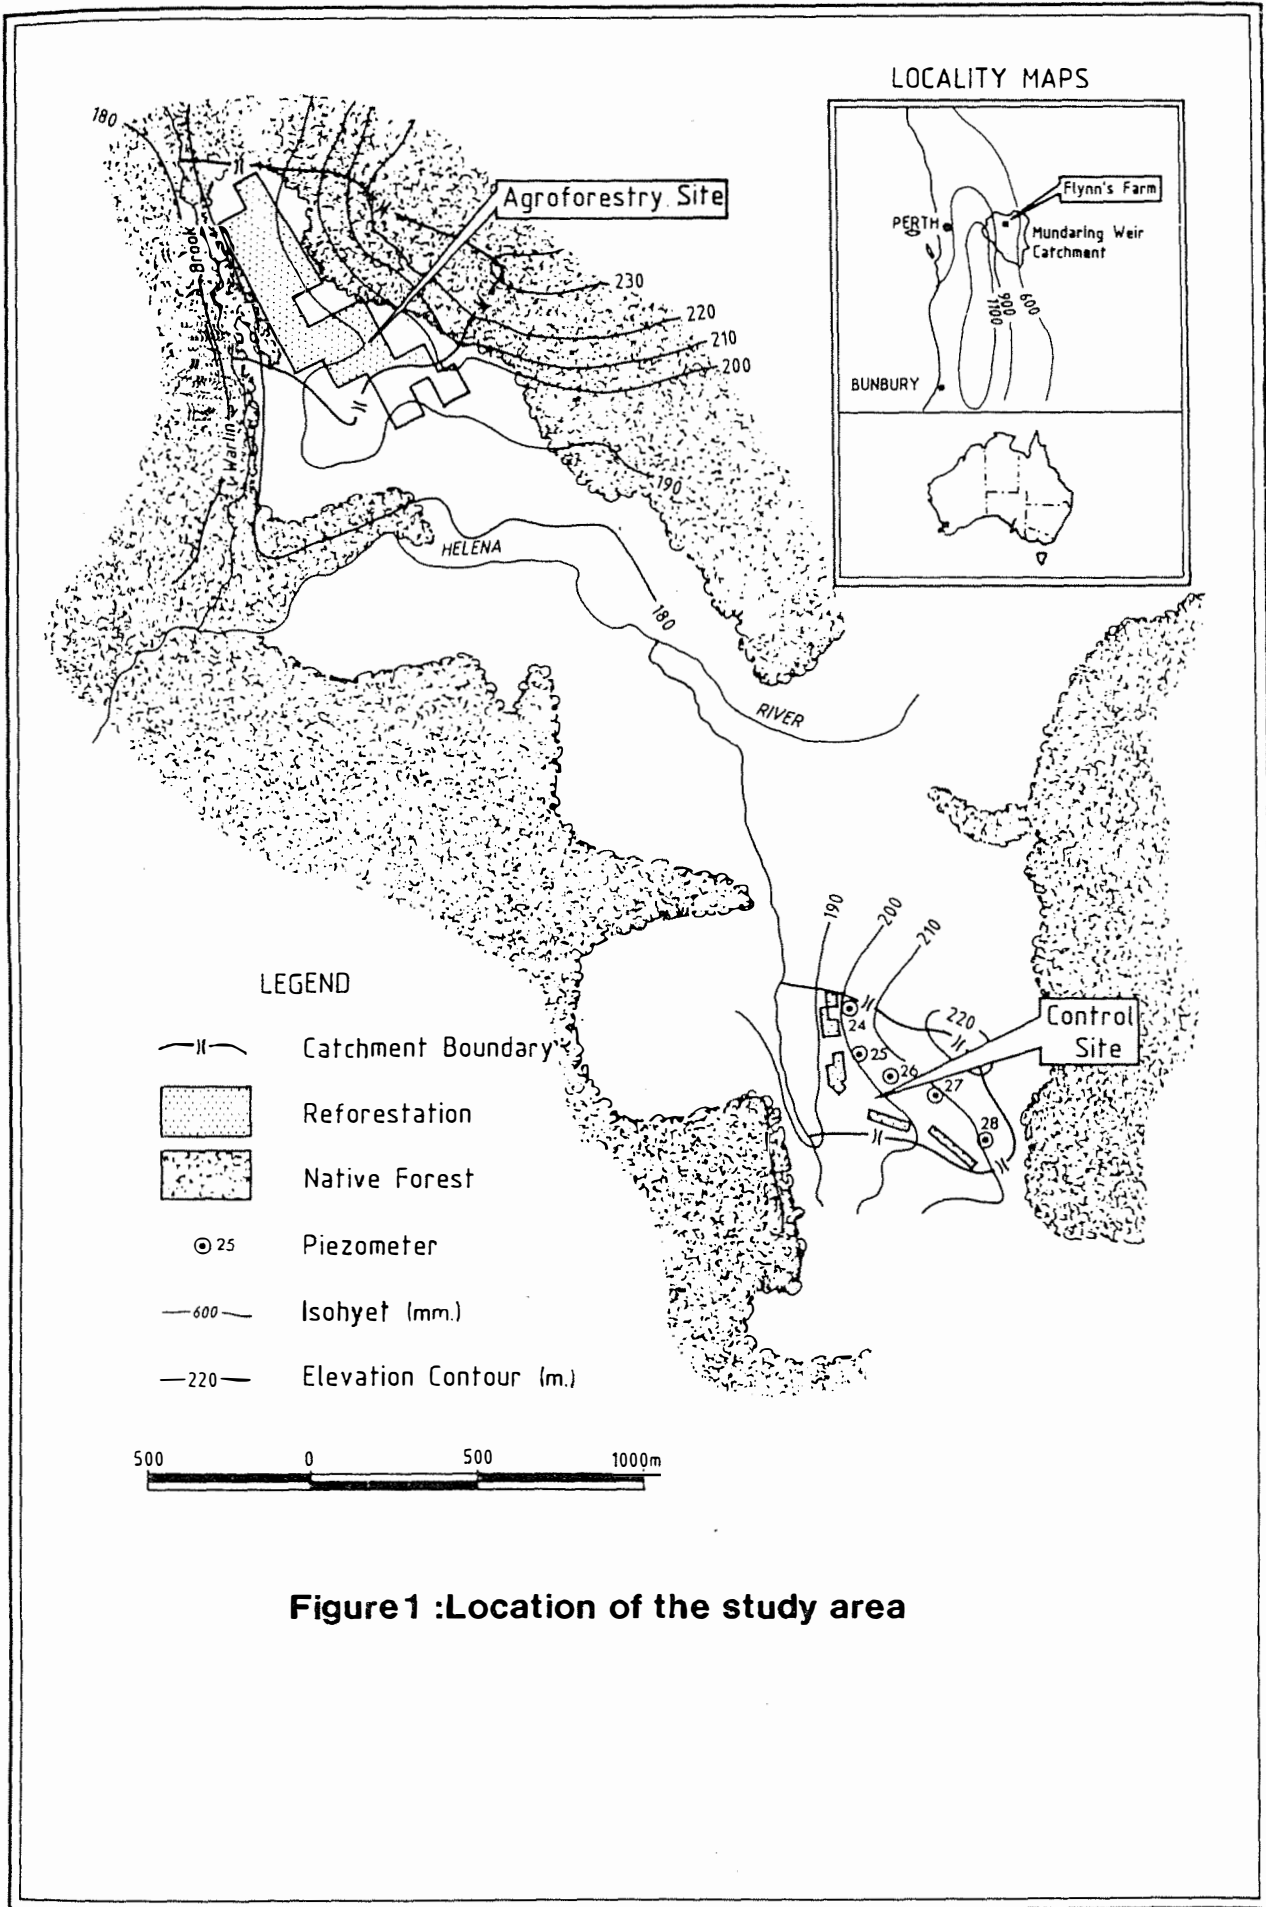 LOCALITY MAPS
180
Agroforestry Site
Flynn's Farm
PERTH
Mundaring Weir
Catchment
Brook
230
220
210
200
1100
900
600
BUNBURY
Warlin
190
HELENA
180
RIVER
190
200
210
LEGEND
220
Control
Site
24
25
26
27
28
Catchment Boundary
Reforestation
Native Forest
25 Piezometer
600 Isohyet (mm.)
220 Elevation Contour (m.)
500 0 500 1000m
Figure1 :Location of the study area